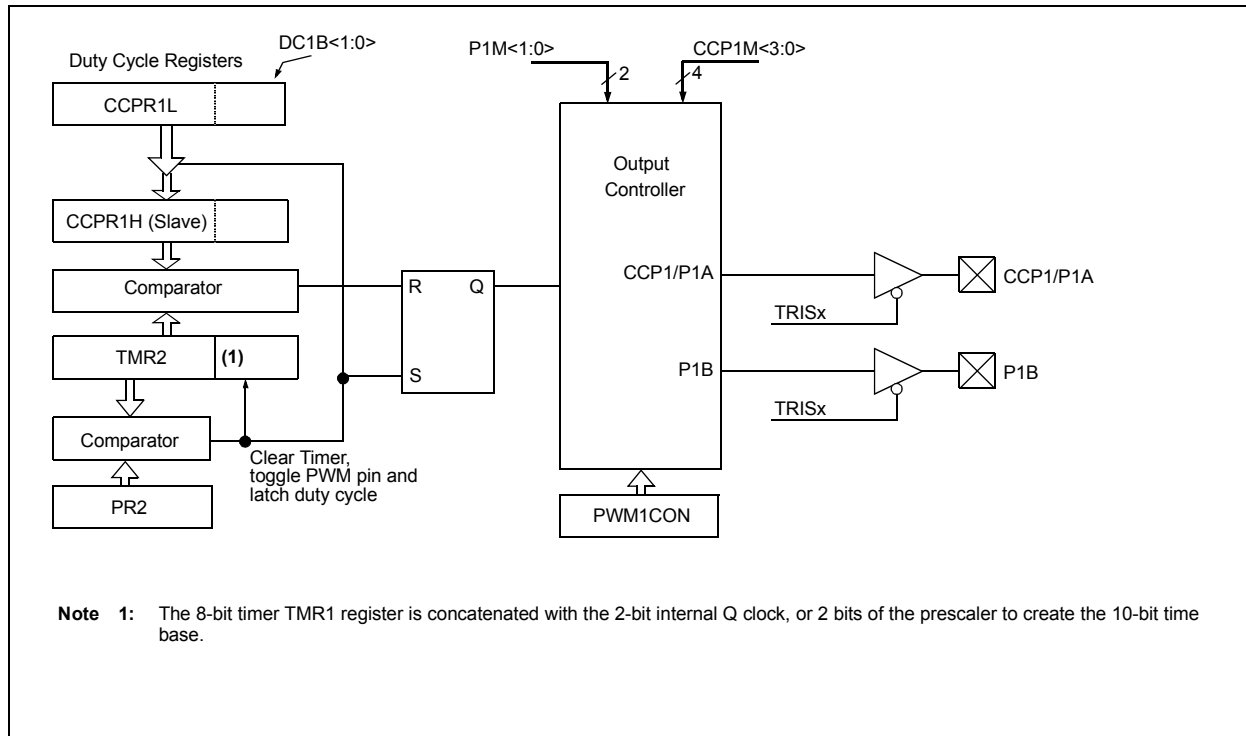 DC1B<1:0>
Duty Cycle Registers
CCPR1L
CCPR1H (Slave)
Comparator
TMR2 (1)
Comparator
PR2
Clear Timer,
toggle PWM pin and
latch duty cycle
R Q
S
P1M<1:0>
2
CCP1M<3:0>
4
Output
Controller
CCP1/P1A
P1B
PWM1CON
TRISx
CCP1/P1A
TRISx
P1B
Note 1: The 8-bit timer TMR1 register is concatenated with the 2-bit internal Q clock, or 2 bits of the prescaler to create the 10-bit time
base.